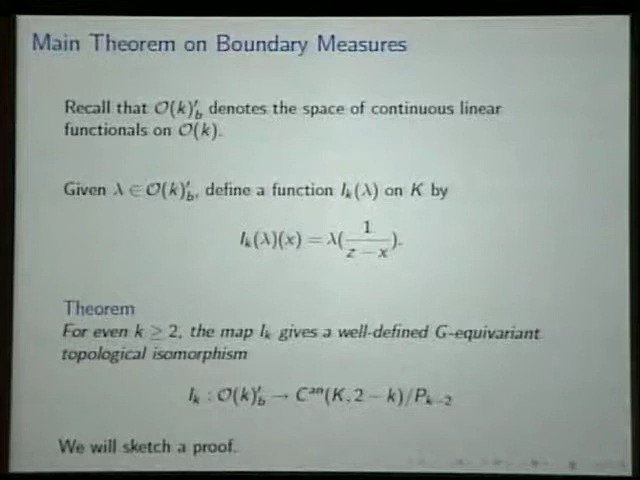 Main Theorem on Boundary Measures
Recall that O(k)'_b denotes the space of continuous linear
functionals on O(k).
Given λ ∈ O(k)'_b, define a function I_k(λ) on K by
I_k(λ)(x) = λ(1/(z − x)).
Theorem
For even k ≥ 2, the map I_k gives a well-defined G-equivariant
topological isomorphism
I_k : O(k)'_b → C^an(K, 2 − k)/P_{k−2}
We will sketch a proof.